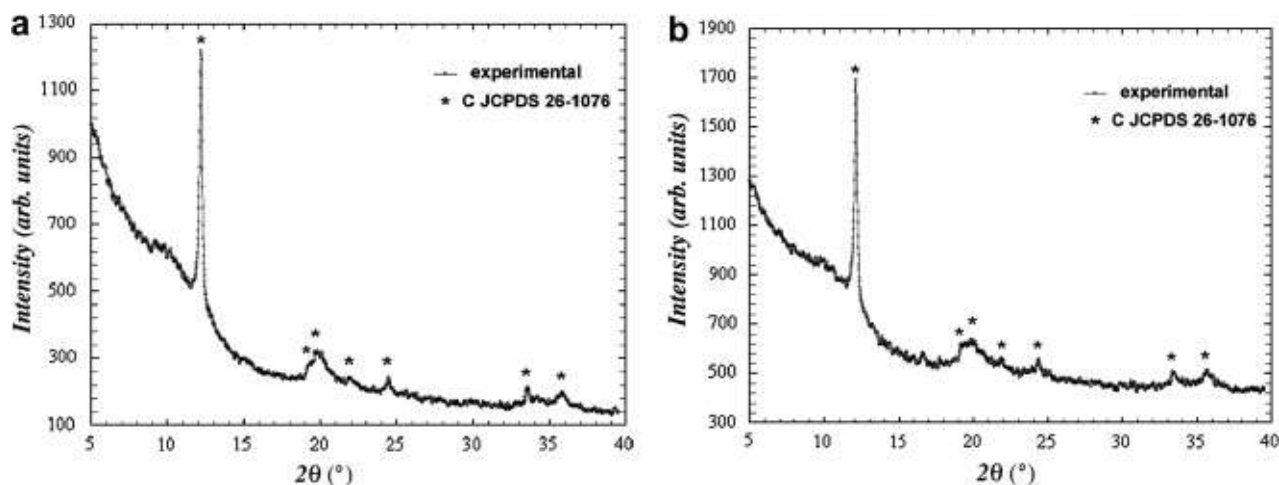 a
1300
1100
900
700
500
300
100
5 10 15 20 25 30 35 40
Intensity (arb. units)
2θ (°)
experimental
* C JCPDS 26-1076
b
1900
1700
1500
1300
1100
900
700
500
300
5 10 15 20 25 30 35 40
Intensity (arb. units)
2θ (°)
experimental
* C JCPDS 26-1076